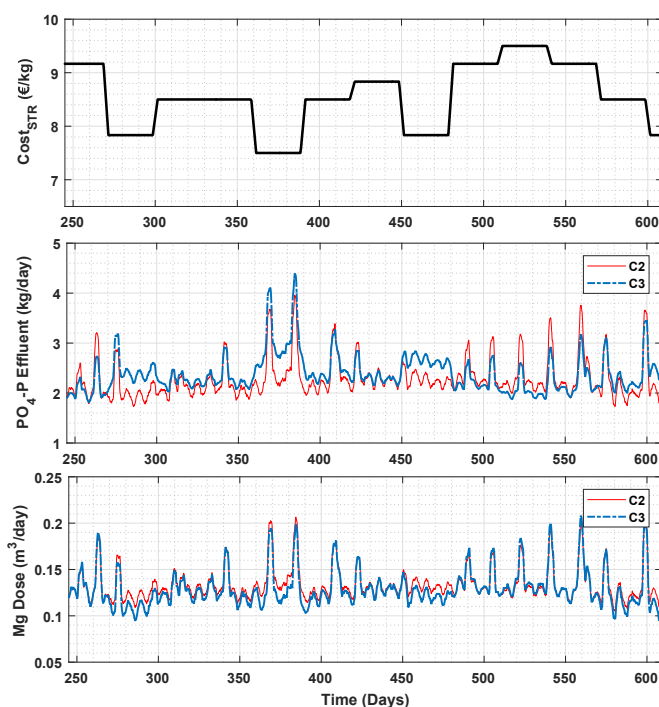 10
9
8
7
Cost_STR (€/kg)
250 300 350 400 450 500 550 600
5
4
3
2
1
PO_4-P Effluent (kg/day)
C2
C3
250 300 350 400 450 500 550 600
0.25
0.2
0.15
0.1
0.05
Mg Dose (m^3/day)
C2
C3
250 300 350 400 450 500 550 600
Time (Days)